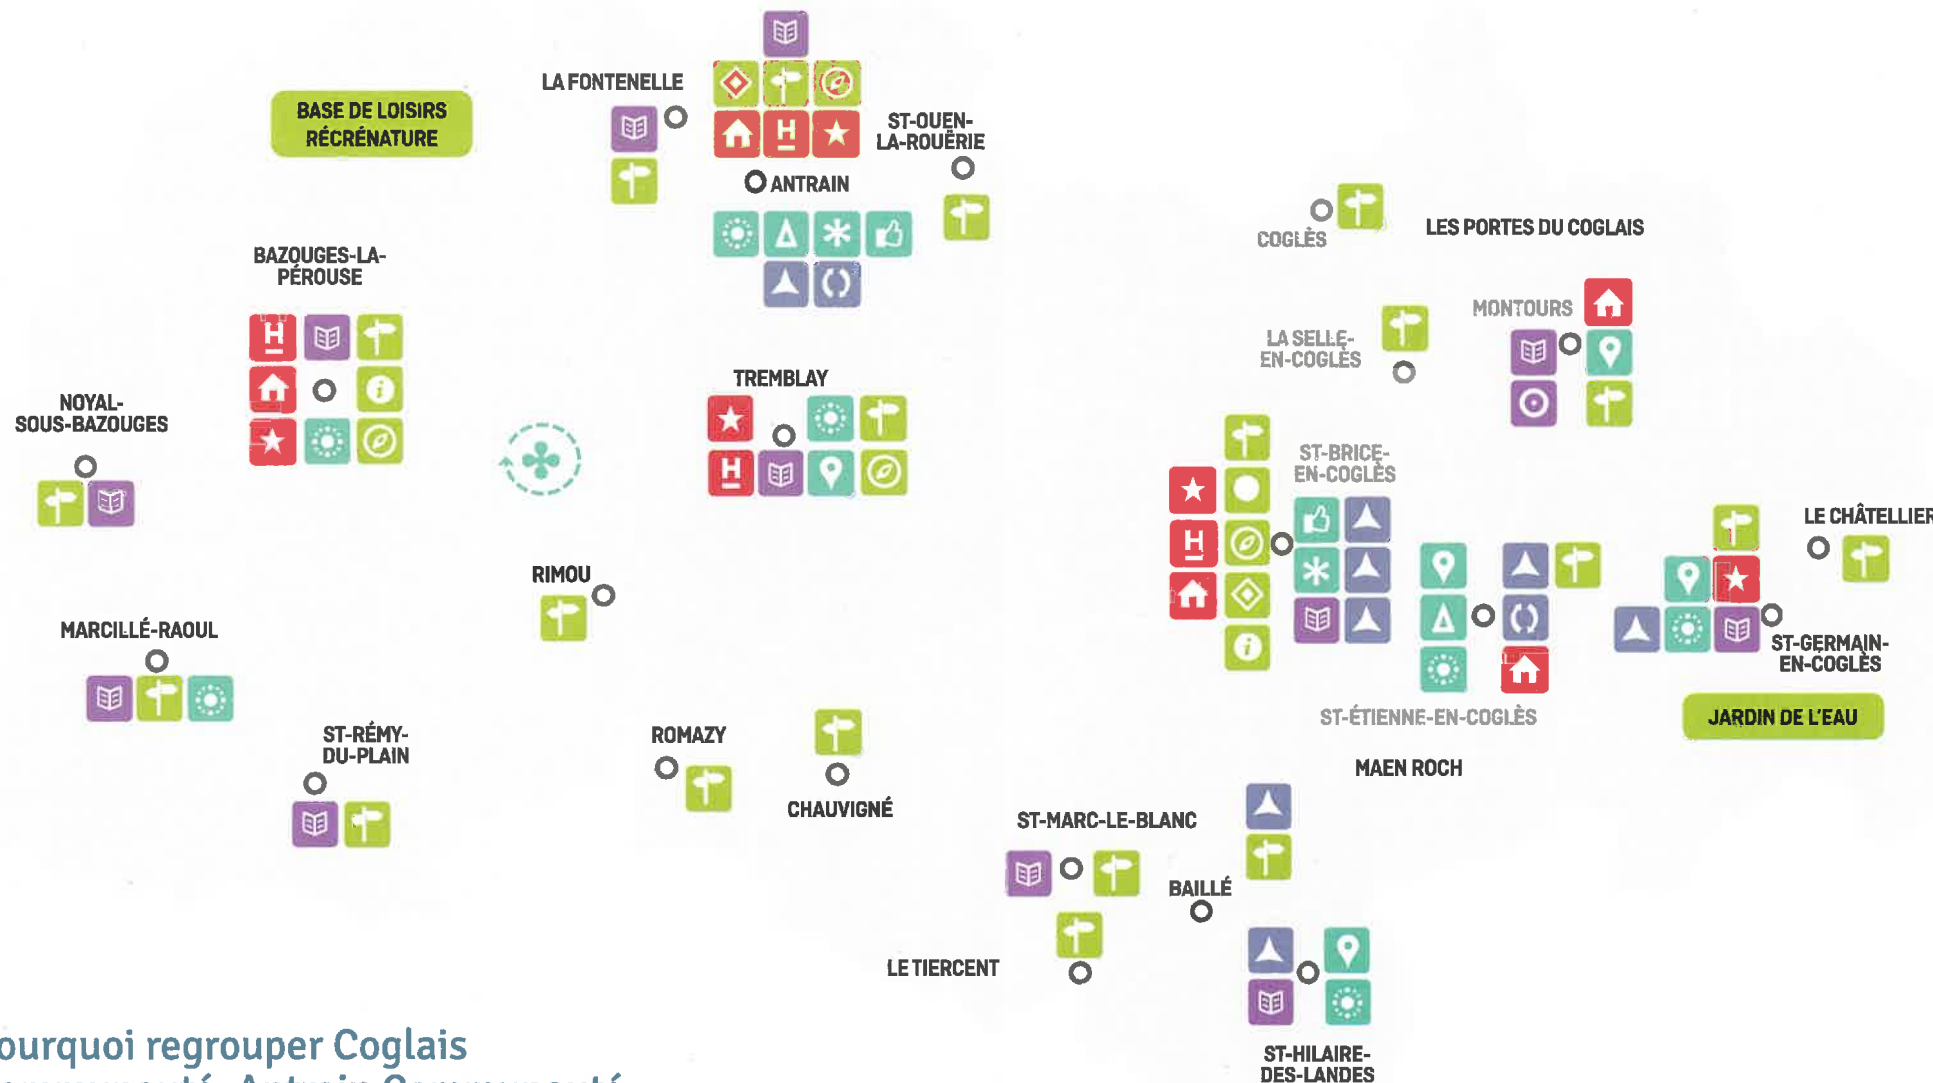 BASE DE LOISIRS
RÉCRÉNATURE
LA FONTENELLE
H
ST-OUEN-
LA-ROUËRIE
ANTRAIN
COGLÈS
LES PORTES DU COGLAIS
BAZOUGES-LA-
PÉROUSE
H
i
MONTOURS
LA SELLE-
EN-COGLÈS
NOYAL-
SOUS-BAZOUGES
TREMBLAY
H
ST-BRICE-
EN-COGLÈS
H
i
LE CHÂTELLIER
RIMOU
MARCILLÉ-RAOUL
ST-GERMAIN-
EN-COGLÈS
ST-ÉTIENNE-EN-COGLÈS
JARDIN DE L'EAU
ST-RÉMY-
DU-PLAIN
ROMAZY
CHAUVIGNÉ
MAEN ROCH
ST-MARC-LE-BLANC
BAILLÉ
LE TIERCENT
ST-HILAIRE-
DES-LANDES
ourquoi regrouper Coglais
Antrain Communauté